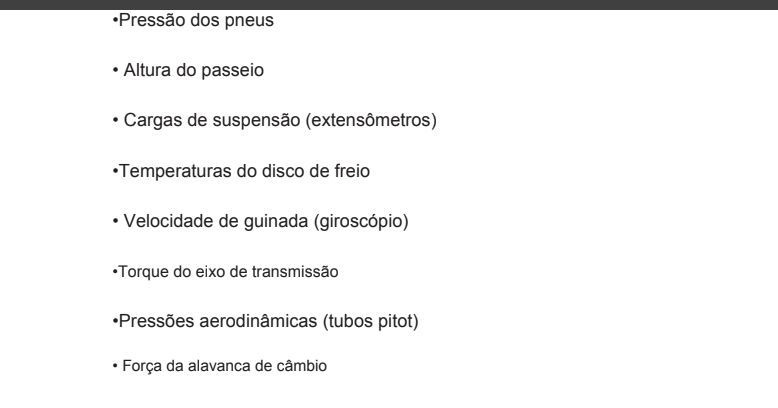 •Pressão dos pneus
• Altura do passeio
• Cargas de suspensão (extensômetros)
•Temperaturas do disco de freio
• Velocidade de guinada (giroscópio)
•Torque do eixo de transmissão
•Pressões aerodinâmicas (tubos pitot)
• Força da alavanca de câmbio